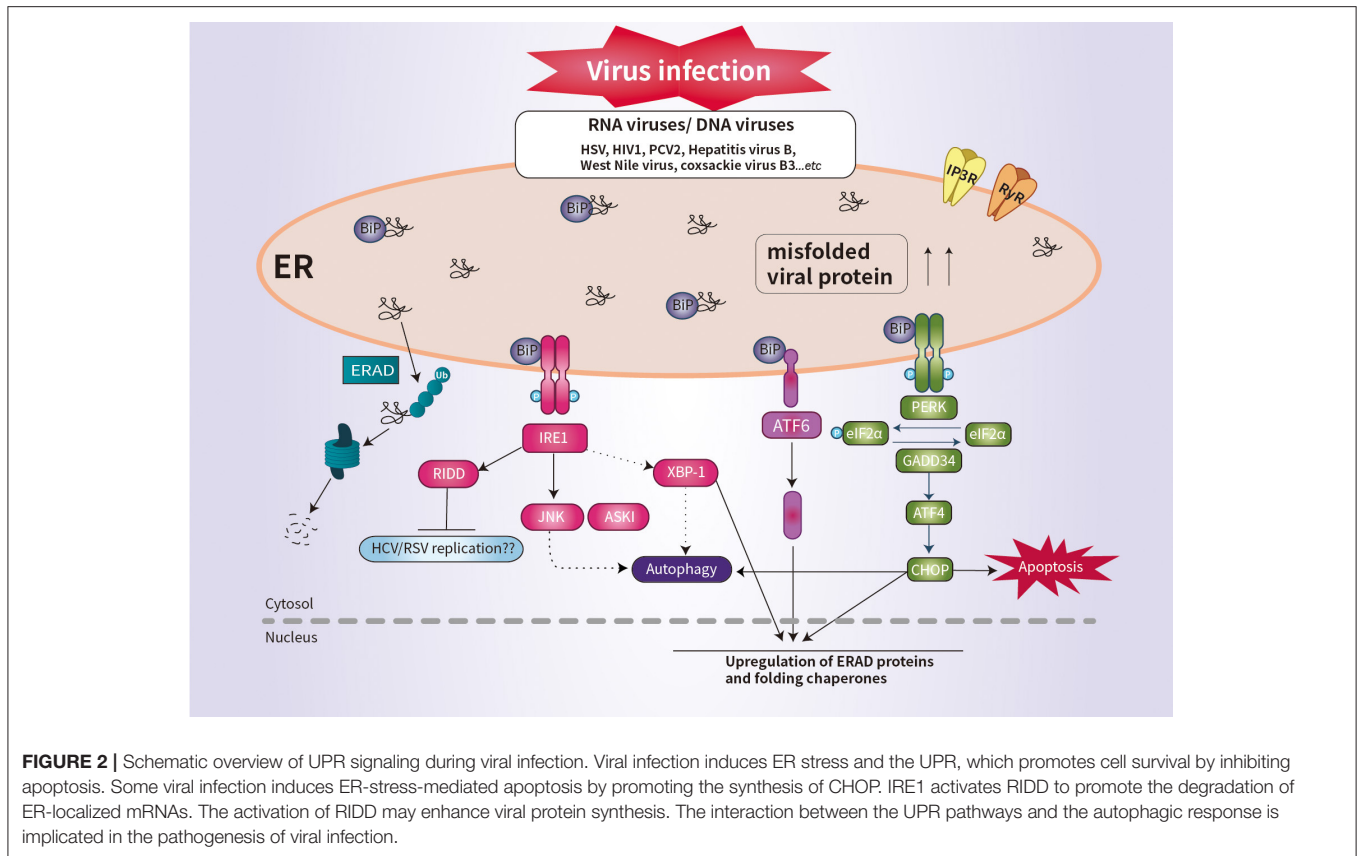 Virus infection
RNA viruses/ DNA viruses
HSV, HIV1, PCV2, Hepatitis virus B,
West Nile virus, coxsackie virus B3...etc
IP3R
RyR
BiP
BiP
ER
misfolded
viral protein
BiP
BiP
BiP
BiP
ERAD
Ub
P
P
P
P
PERK
IRE1
ATF6
P
eIF2α
eIF2α
RIDD
XBP-1
GADD34
JNK
ASKI
ATF4
HCV/RSV replication??
Autophagy
CHOP
Apoptosis
Cytosol
Nucleus
Upregulation of ERAD proteins
and folding chaperones
FIGURE 2 | Schematic overview of UPR signaling during viral infection. Viral infection induces ER stress and the UPR, which promotes cell survival by inhibiting
apoptosis. Some viral infection induces ER-stress-mediated apoptosis by promoting the synthesis of CHOP. IRE1 activates RIDD to promote the degradation of
ER-localized mRNAs. The activation of RIDD may enhance viral protein synthesis. The interaction between the UPR pathways and the autophagic response is
implicated in the pathogenesis of viral infection.